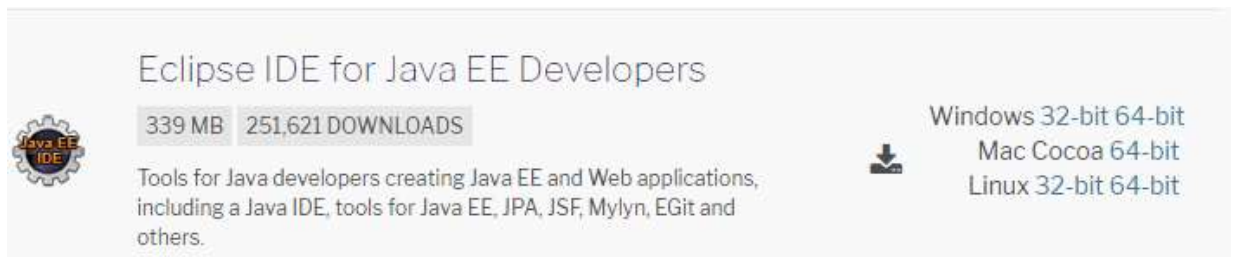 Eclipse IDE for Java EE Developers
339 MB 251,621 DOWNLOADS
Java EE
IDE
Tools for Java developers creating Java EE and Web applications,
including a Java IDE, tools for Java EE, JPA, JSF, Mylyn, EGit and
others.
Windows 32-bit 64-bit
Mac Cocoa 64-bit
Linux 32-bit 64-bit